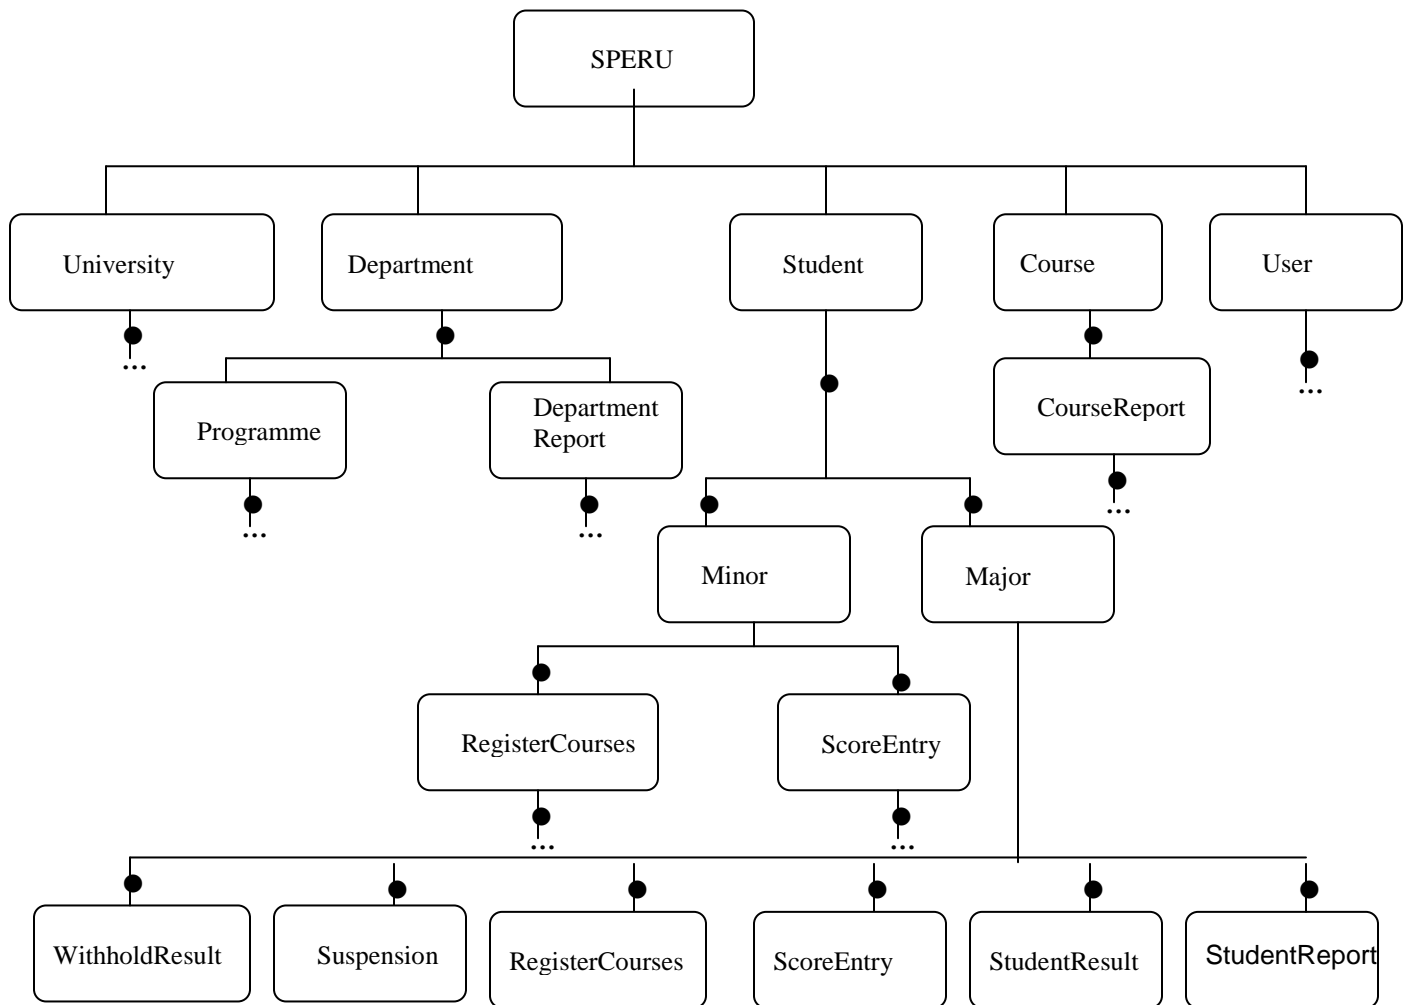 SPERU
University
Department
Student
Course
User
...
Programme
Department
Report
CourseReport
...
...
...
...
Minor
Major
RegisterCourses
ScoreEntry
...
...
WithholdResult
Suspension
RegisterCourses
ScoreEntry
StudentResult
StudentReport